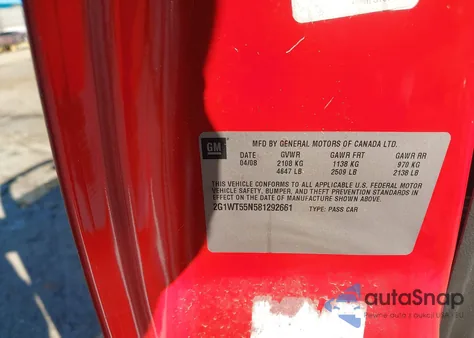 GM
MFD BY GENERAL MOTORS OF CANADA LTD.
DATE GVWR GAWR FRT GAWR RR
04/08 2108 KG 1138 KG 970 KG
4647 LB 2509 LB 2138 LB
THIS VEHICLE CONFORMS TO ALL APPLICABLE U.S. FEDERAL MOTOR
VEHICLE SAFETY, BUMPER, AND THEFT PREVENTION STANDARDS IN
EFFECT ON THE DATE OF MANUFACTURE SHOWN ABOVE.
2G1WT55N581292661 TYPE: PASS CAR
autoSnap